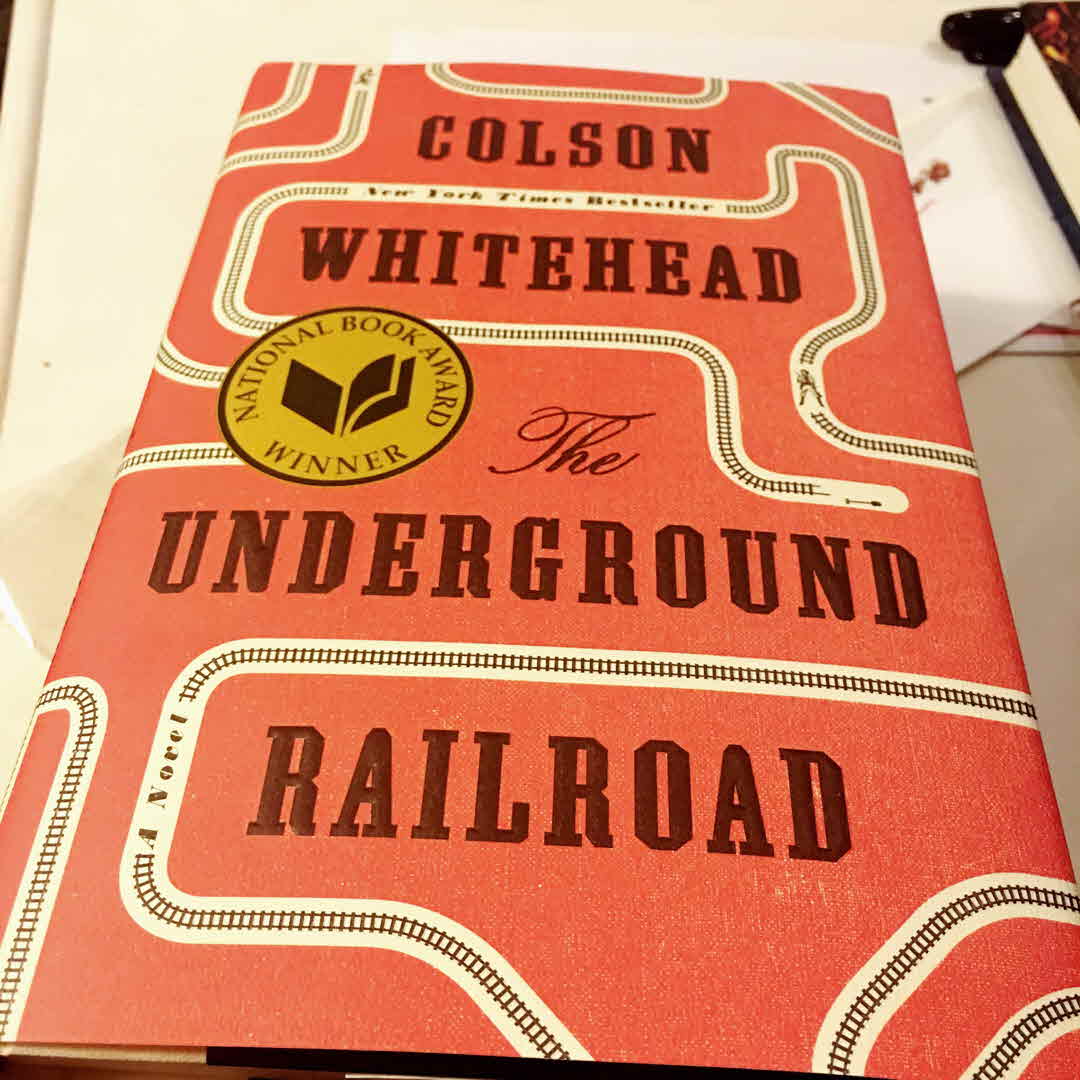 COLSON
New York Times Bestseller
WHITEHEAD
NATIONAL BOOK AWARD
WINNER
The
UNDERGROUND
RAILROAD
A Novel